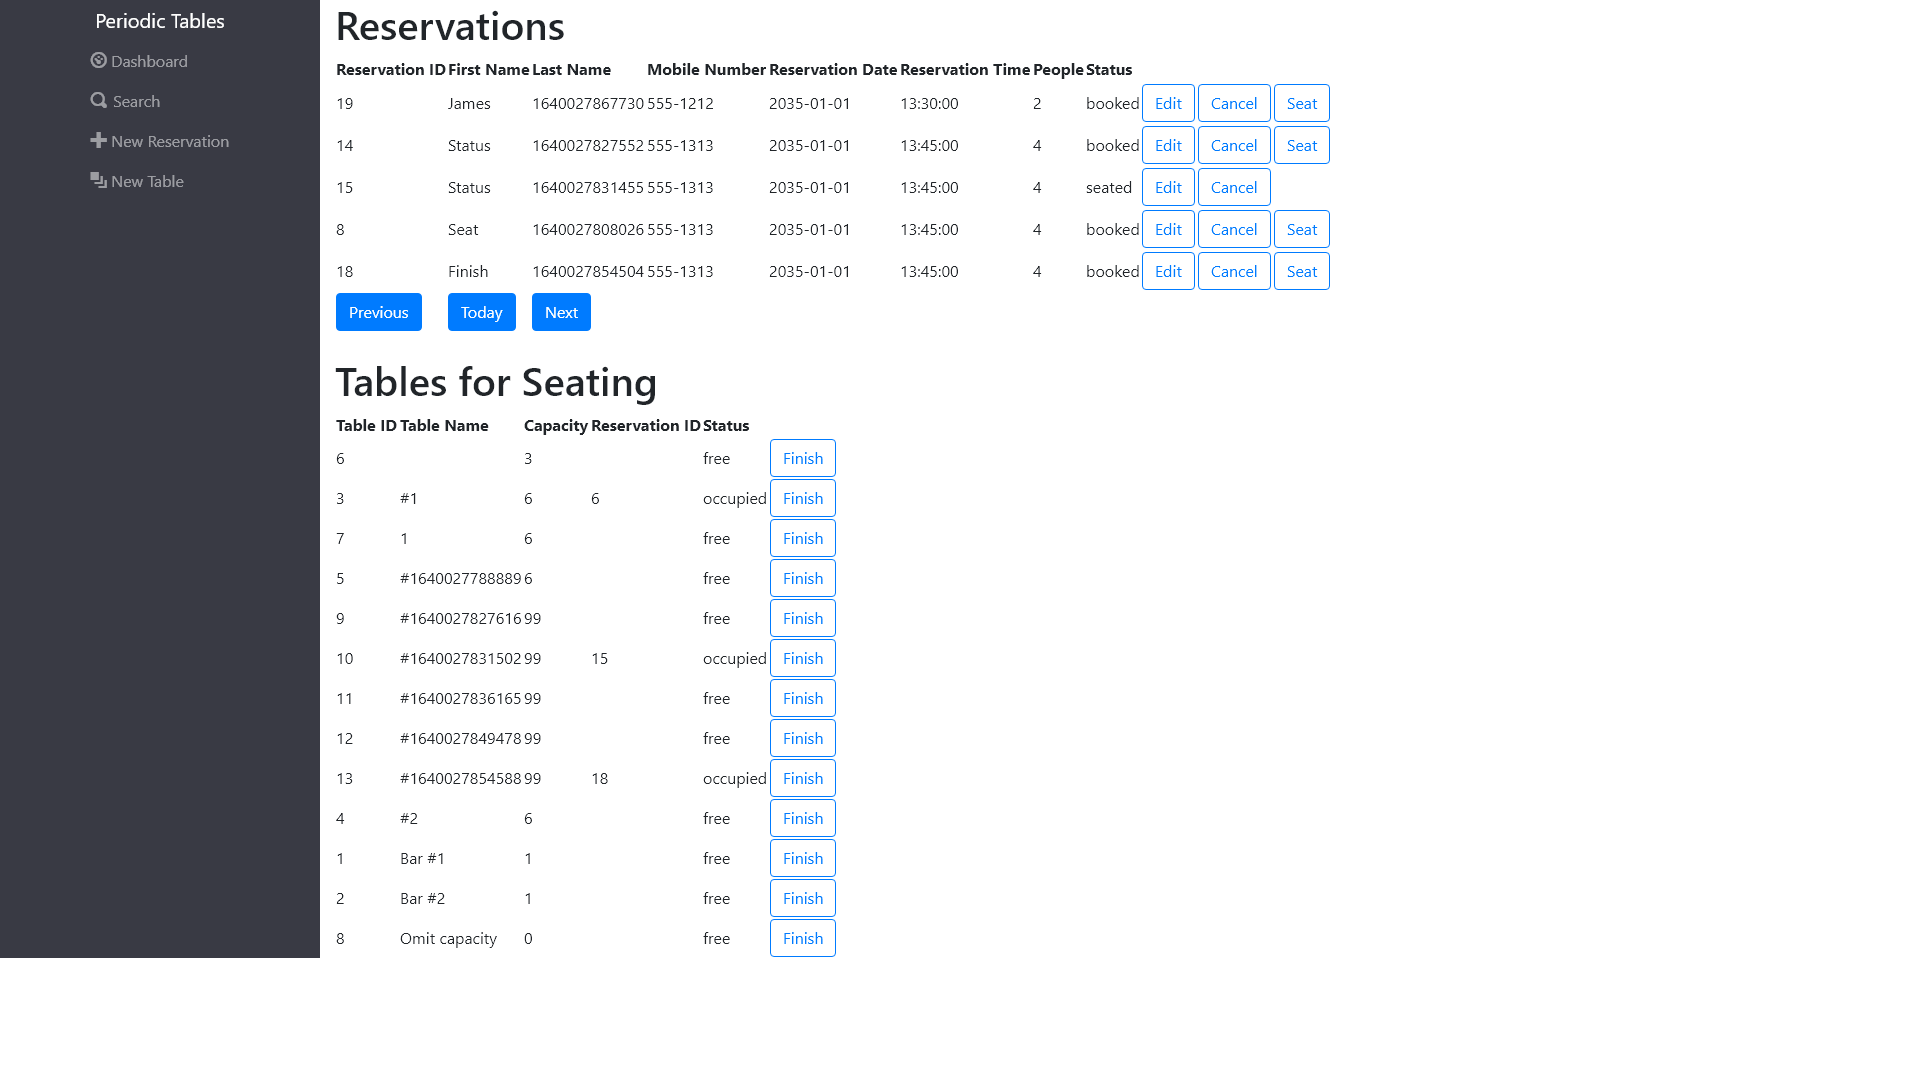 Periodic Tables
Dashboard
Search
New Reservation
New Table
Reservations
Reservation ID First Name Last Name Mobile Number Reservation Date Reservation Time People Status
19 James 1640027867730 555-1212 2035-01-01 13:30:00 2 booked Edit Cancel Seat
14 Status 1640027827552 555-1313 2035-01-01 13:45:00 4 booked Edit Cancel Seat
15 Status 1640027831455 555-1313 2035-01-01 13:45:00 4 seated Edit Cancel
8 Seat 1640027808026 555-1313 2035-01-01 13:45:00 4 booked Edit Cancel Seat
18 Finish 1640027854504 555-1313 2035-01-01 13:45:00 4 booked Edit Cancel Seat
Previous Today Next
Tables for Seating
Table ID Table Name Capacity Reservation ID Status
6 3 free Finish
3 #1 6 6 occupied Finish
7 1 6 free Finish
5 #1640027788889 6 free Finish
9 #1640027827616 99 free Finish
10 #1640027831502 99 15 occupied Finish
11 #1640027836165 99 free Finish
12 #1640027849478 99 free Finish
13 #1640027854588 99 18 occupied Finish
4 #2 6 free Finish
1 Bar #1 1 free Finish
2 Bar #2 1 free Finish
8 Omit capacity 0 free Finish